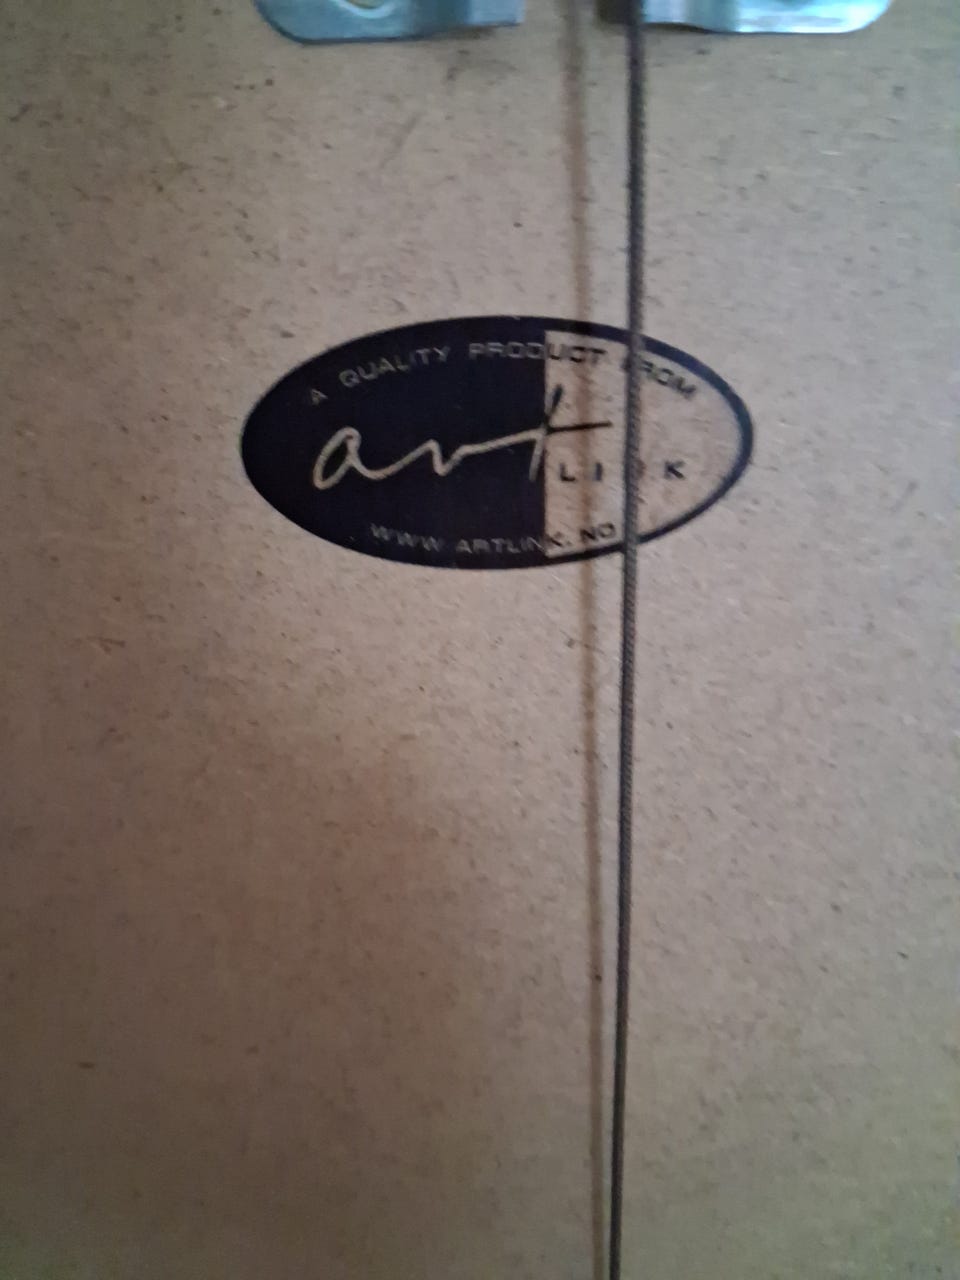 A QUALITY PRODUCT FROM
art
LINK
WWW.ARTLINK.NO